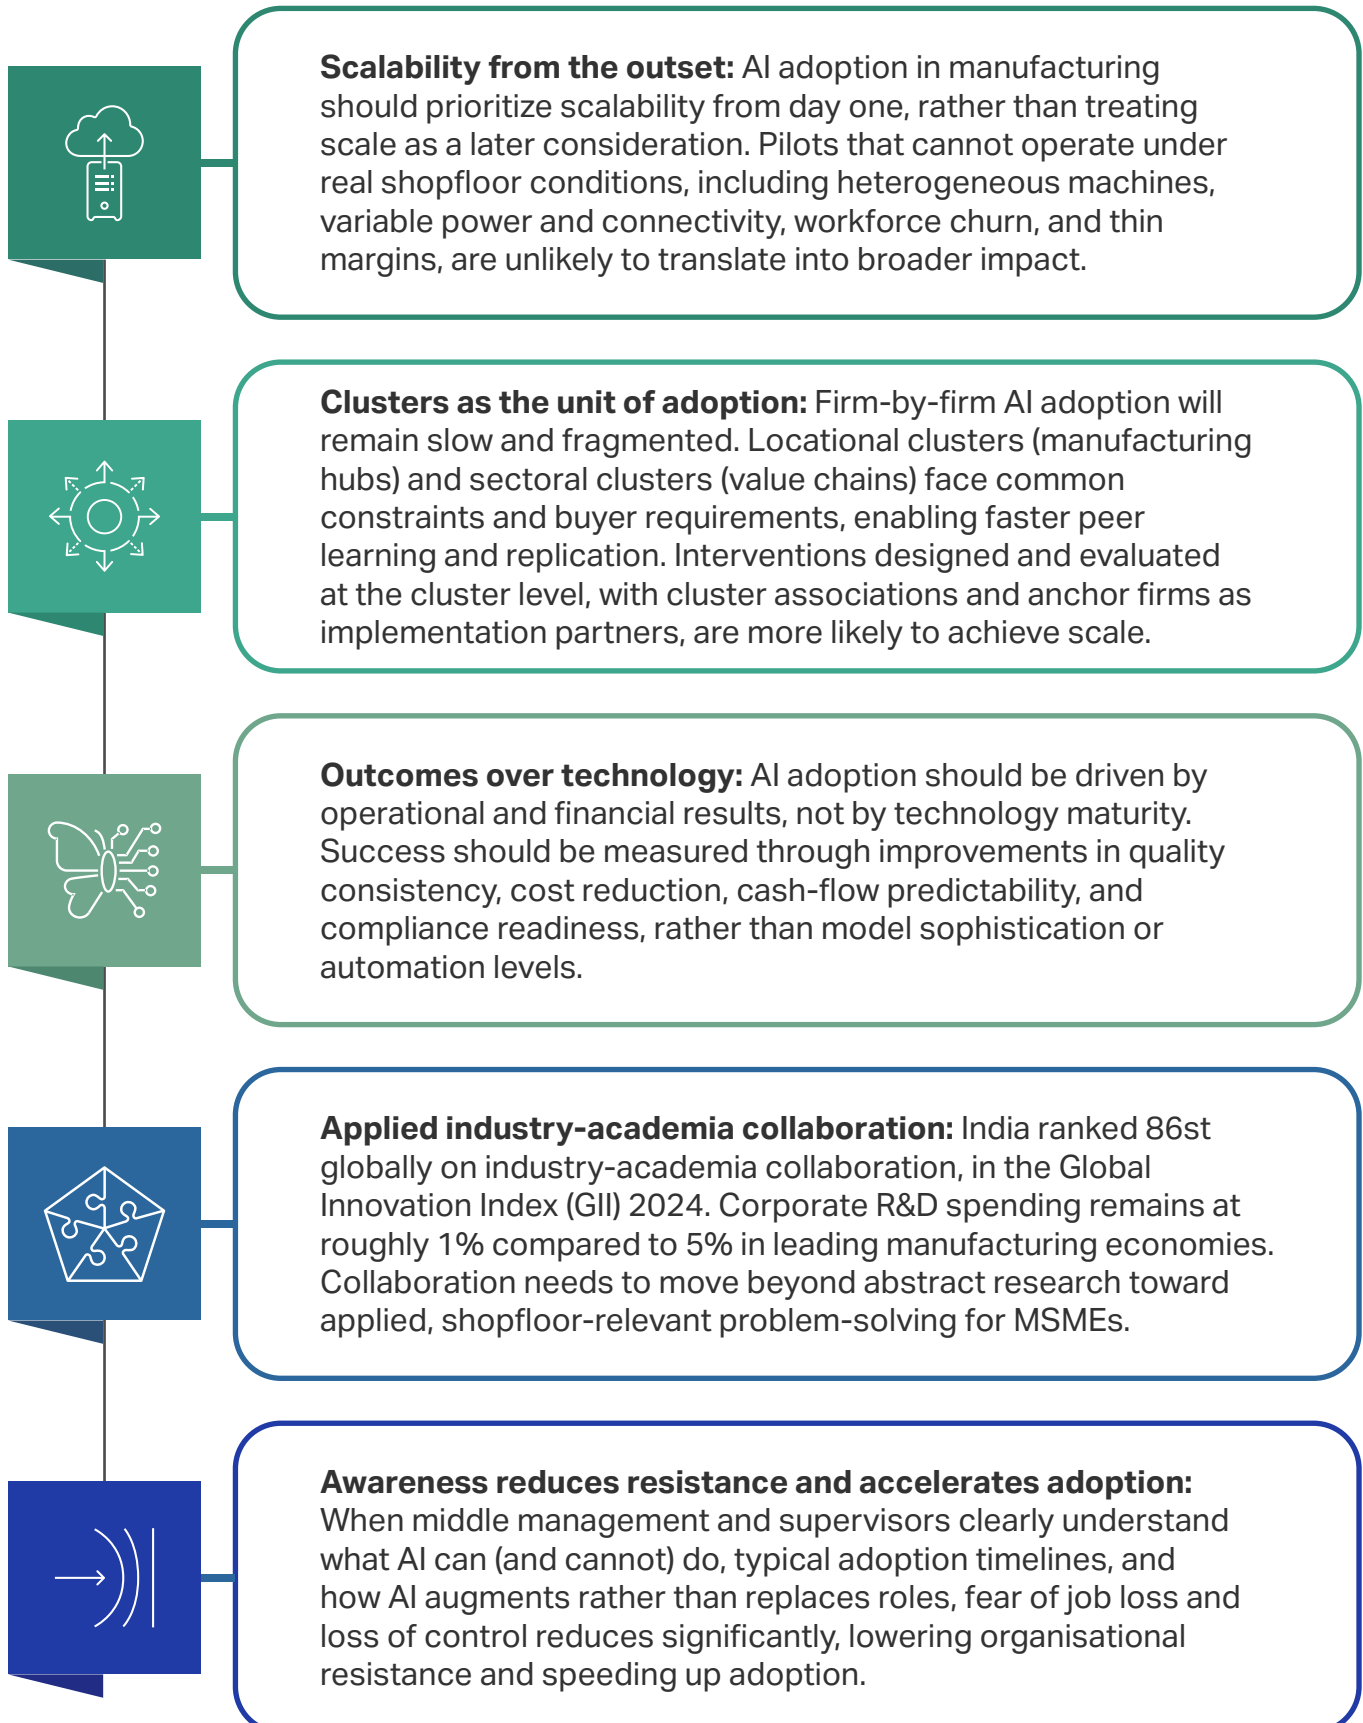 Scalability from the outset: AI adoption in manufacturing
should prioritize scalability from day one, rather than treating
scale as a later consideration. Pilots that cannot operate under
real shopfloor conditions, including heterogeneous machines,
variable power and connectivity, workforce churn, and thin
margins, are unlikely to translate into broader impact.
Clusters as the unit of adoption: Firm-by-firm AI adoption will
remain slow and fragmented. Locational clusters (manufacturing
hubs) and sectoral clusters (value chains) face common
constraints and buyer requirements, enabling faster peer
learning and replication. Interventions designed and evaluated
at the cluster level, with cluster associations and anchor firms as
implementation partners, are more likely to achieve scale.
Outcomes over technology: AI adoption should be driven by
operational and financial results, not by technology maturity.
Success should be measured through improvements in quality
consistency, cost reduction, cash-flow predictability, and
compliance readiness, rather than model sophistication or
automation levels.
Applied industry-academia collaboration: India ranked 86st
globally on industry-academia collaboration, in the Global
Innovation Index (GII) 2024. Corporate R&D spending remains at
roughly 1% compared to 5% in leading manufacturing economies.
Collaboration needs to move beyond abstract research toward
applied, shopfloor-relevant problem-solving for MSMEs.
Awareness reduces resistance and accelerates adoption:
When middle management and supervisors clearly understand
what AI can (and cannot) do, typical adoption timelines, and
how AI augments rather than replaces roles, fear of job loss and
loss of control reduces significantly, lowering organisational
resistance and speeding up adoption.